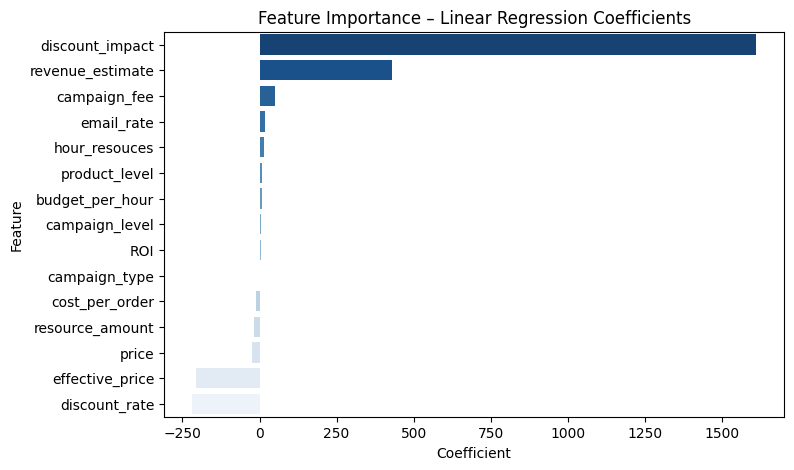 Feature Importance – Linear Regression Coefficients
discount_impact
revenue_estimate
campaign_fee
email_rate
hour_resouces
product_level
budget_per_hour
campaign_level
ROI
campaign_type
cost_per_order
resource_amount
price
effective_price
discount_rate
Feature
−250
0
250
500
750
1000
1250
1500
Coefficient